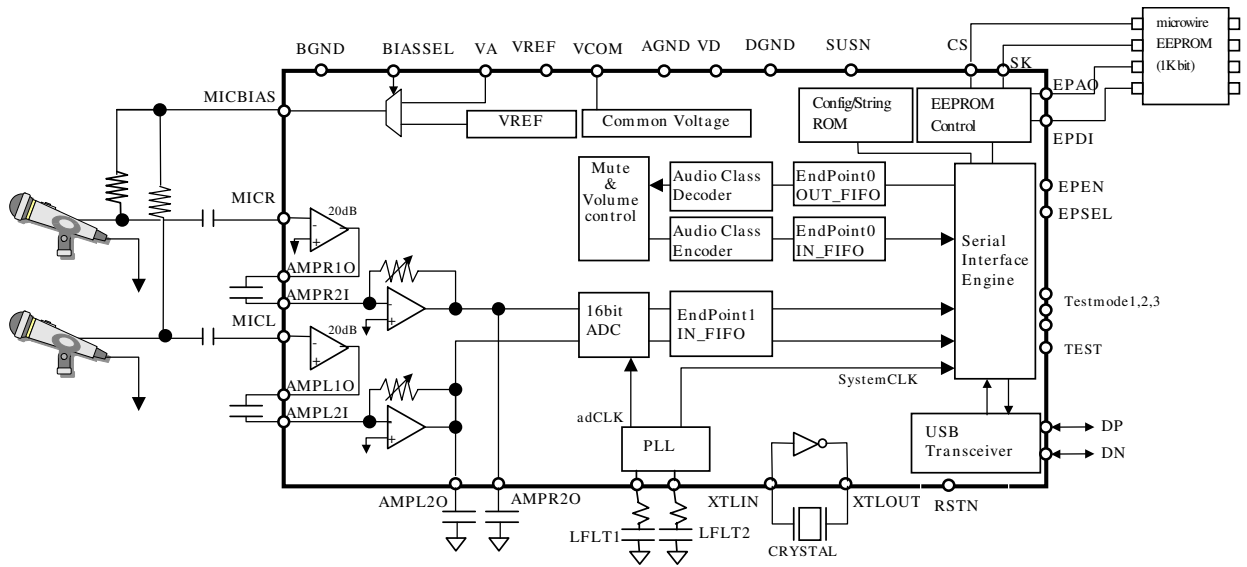 BGND
BIASSEL
VA
VREF
VCOM
AGND
VD
DGND
SUSN
CS
SK
microwire
EEPROM
(1Kbit)
MICBIAS
VREF
Common Voltage
Config/String
ROM
EEPROM
Control
EPAO
EPDI
Mute
&
Volume
control
Audio Class
Decoder
EndPoint0
OUT_FIFO
Audio Class
Encoder
EndPoint0
IN_FIFO
Serial
Interface
Engine
EPEN
EPSEL
MICR
20dB
-
+
AMPR1O
AMPR2I
-
+
MICL
20dB
-
+
AMPL1O
AMPL2I
-
+
16bit
ADC
EndPoint1
IN_FIFO
Testmode1,2,3
TEST
SystemCLK
adCLK
PLL
USB
Transceiver
DP
DN
AMPL2O
AMPR2O
LFLT1
LFLT2
XTLIN
XTLOUT
CRYSTAL
RSTN